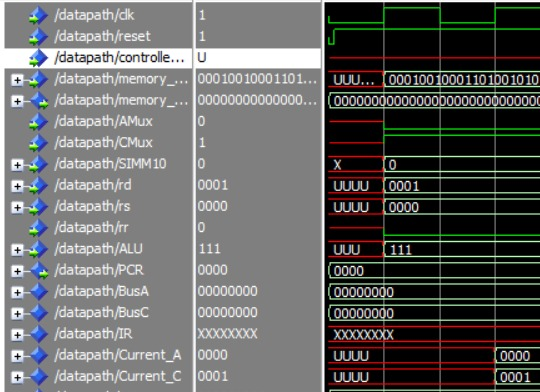 /datapath/clk 1
/datapath/reset 1
/datapath/controlle... U
/datapath/memory_... 00010010001101... UUU... 0001001000110100101
/datapath/memory_... 00000000000000...
/datapath/AMux 0
/datapath/CMux 1
/datapath/SIMM10 0 X 0
/datapath/rd 0001 UUUU 0001
/datapath/rs 0000 UUUU 0000
/datapath/rr 0
/datapath/ALU 111 UUU 111
/datapath/PCR 0000 0000
/datapath/BusA 00000000 00000000
/datapath/BusC 00000000 00000000
/datapath/IR XXXXXXXX XXXXXXXX
/datapath/Current_A 0000 UUUU 0000
/datapath/Current_C 0001 UUUU 0001